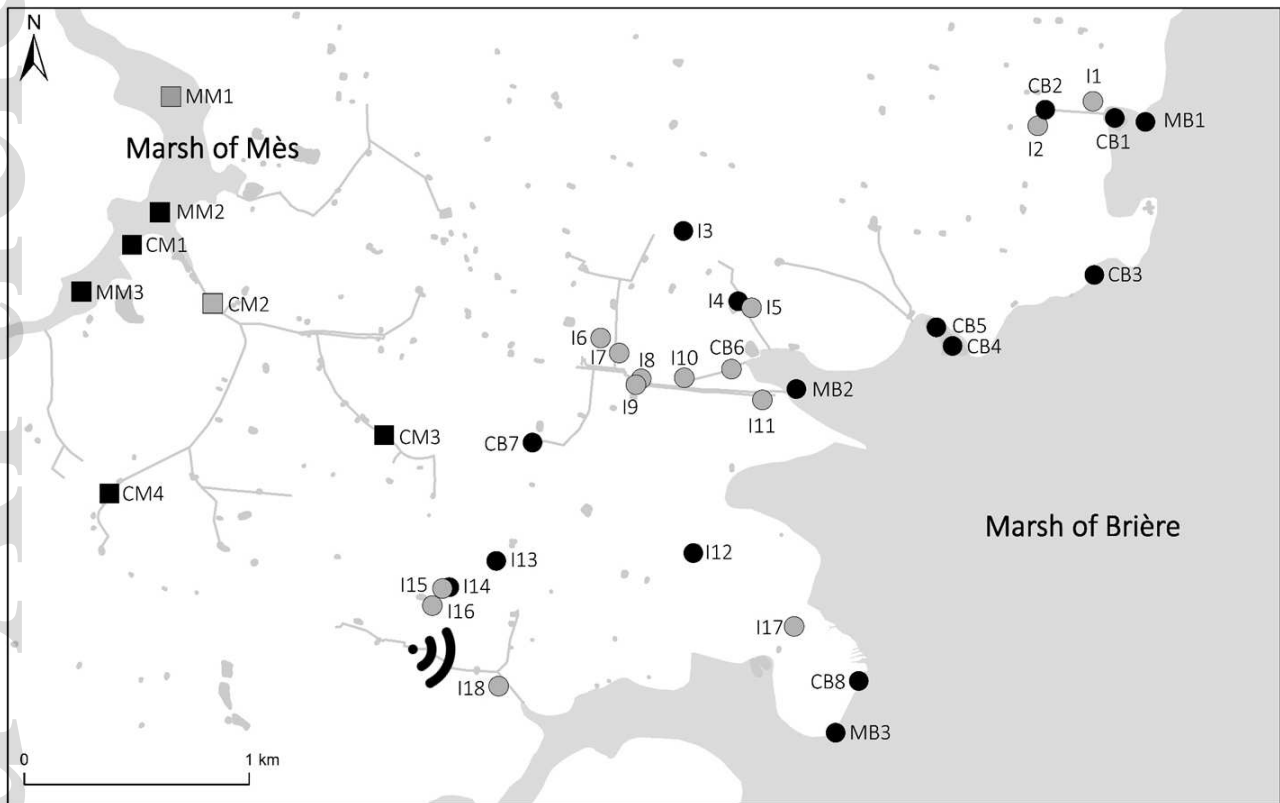 N
MM1
Marsh of Mès
MM2
CM1
MM3
CM2
CM3
CM4
CB2
I1
I2
CB1
MB1
I3
CB3
I4
I5
CB5
CB4
I6
I7
I8
I9
I10
CB6
MB2
I11
CB7
Marsh of Brière
I13
I12
I15
I14
I16
I17
I18
CB8
MB3
0
1 km